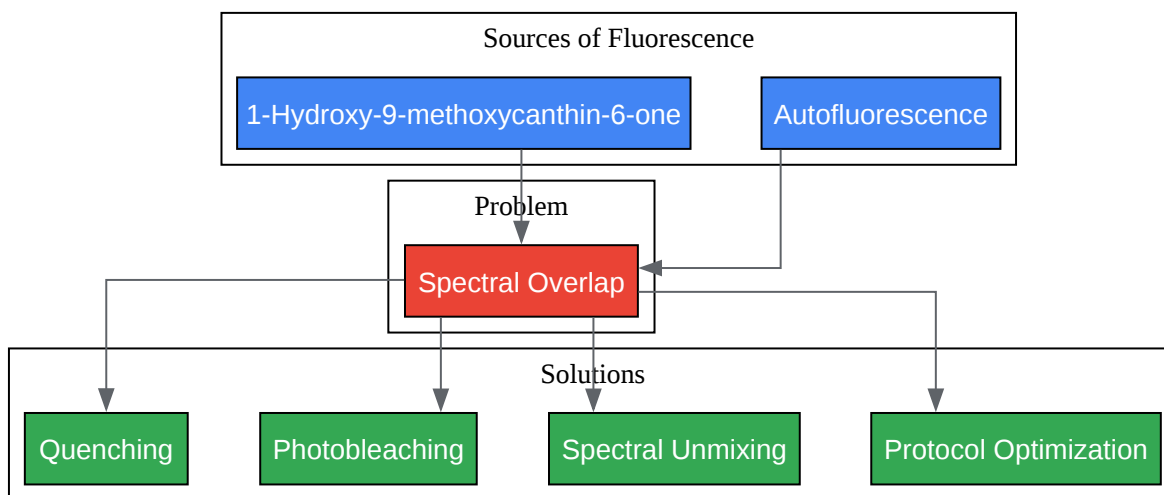 Sources of Fluorescence
1-Hydroxy-9-methoxycanthin-6-one
Autofluorescence
Problem
Spectral Overlap
Solutions
Quenching
Photobleaching
Spectral Unmixing
Protocol Optimization